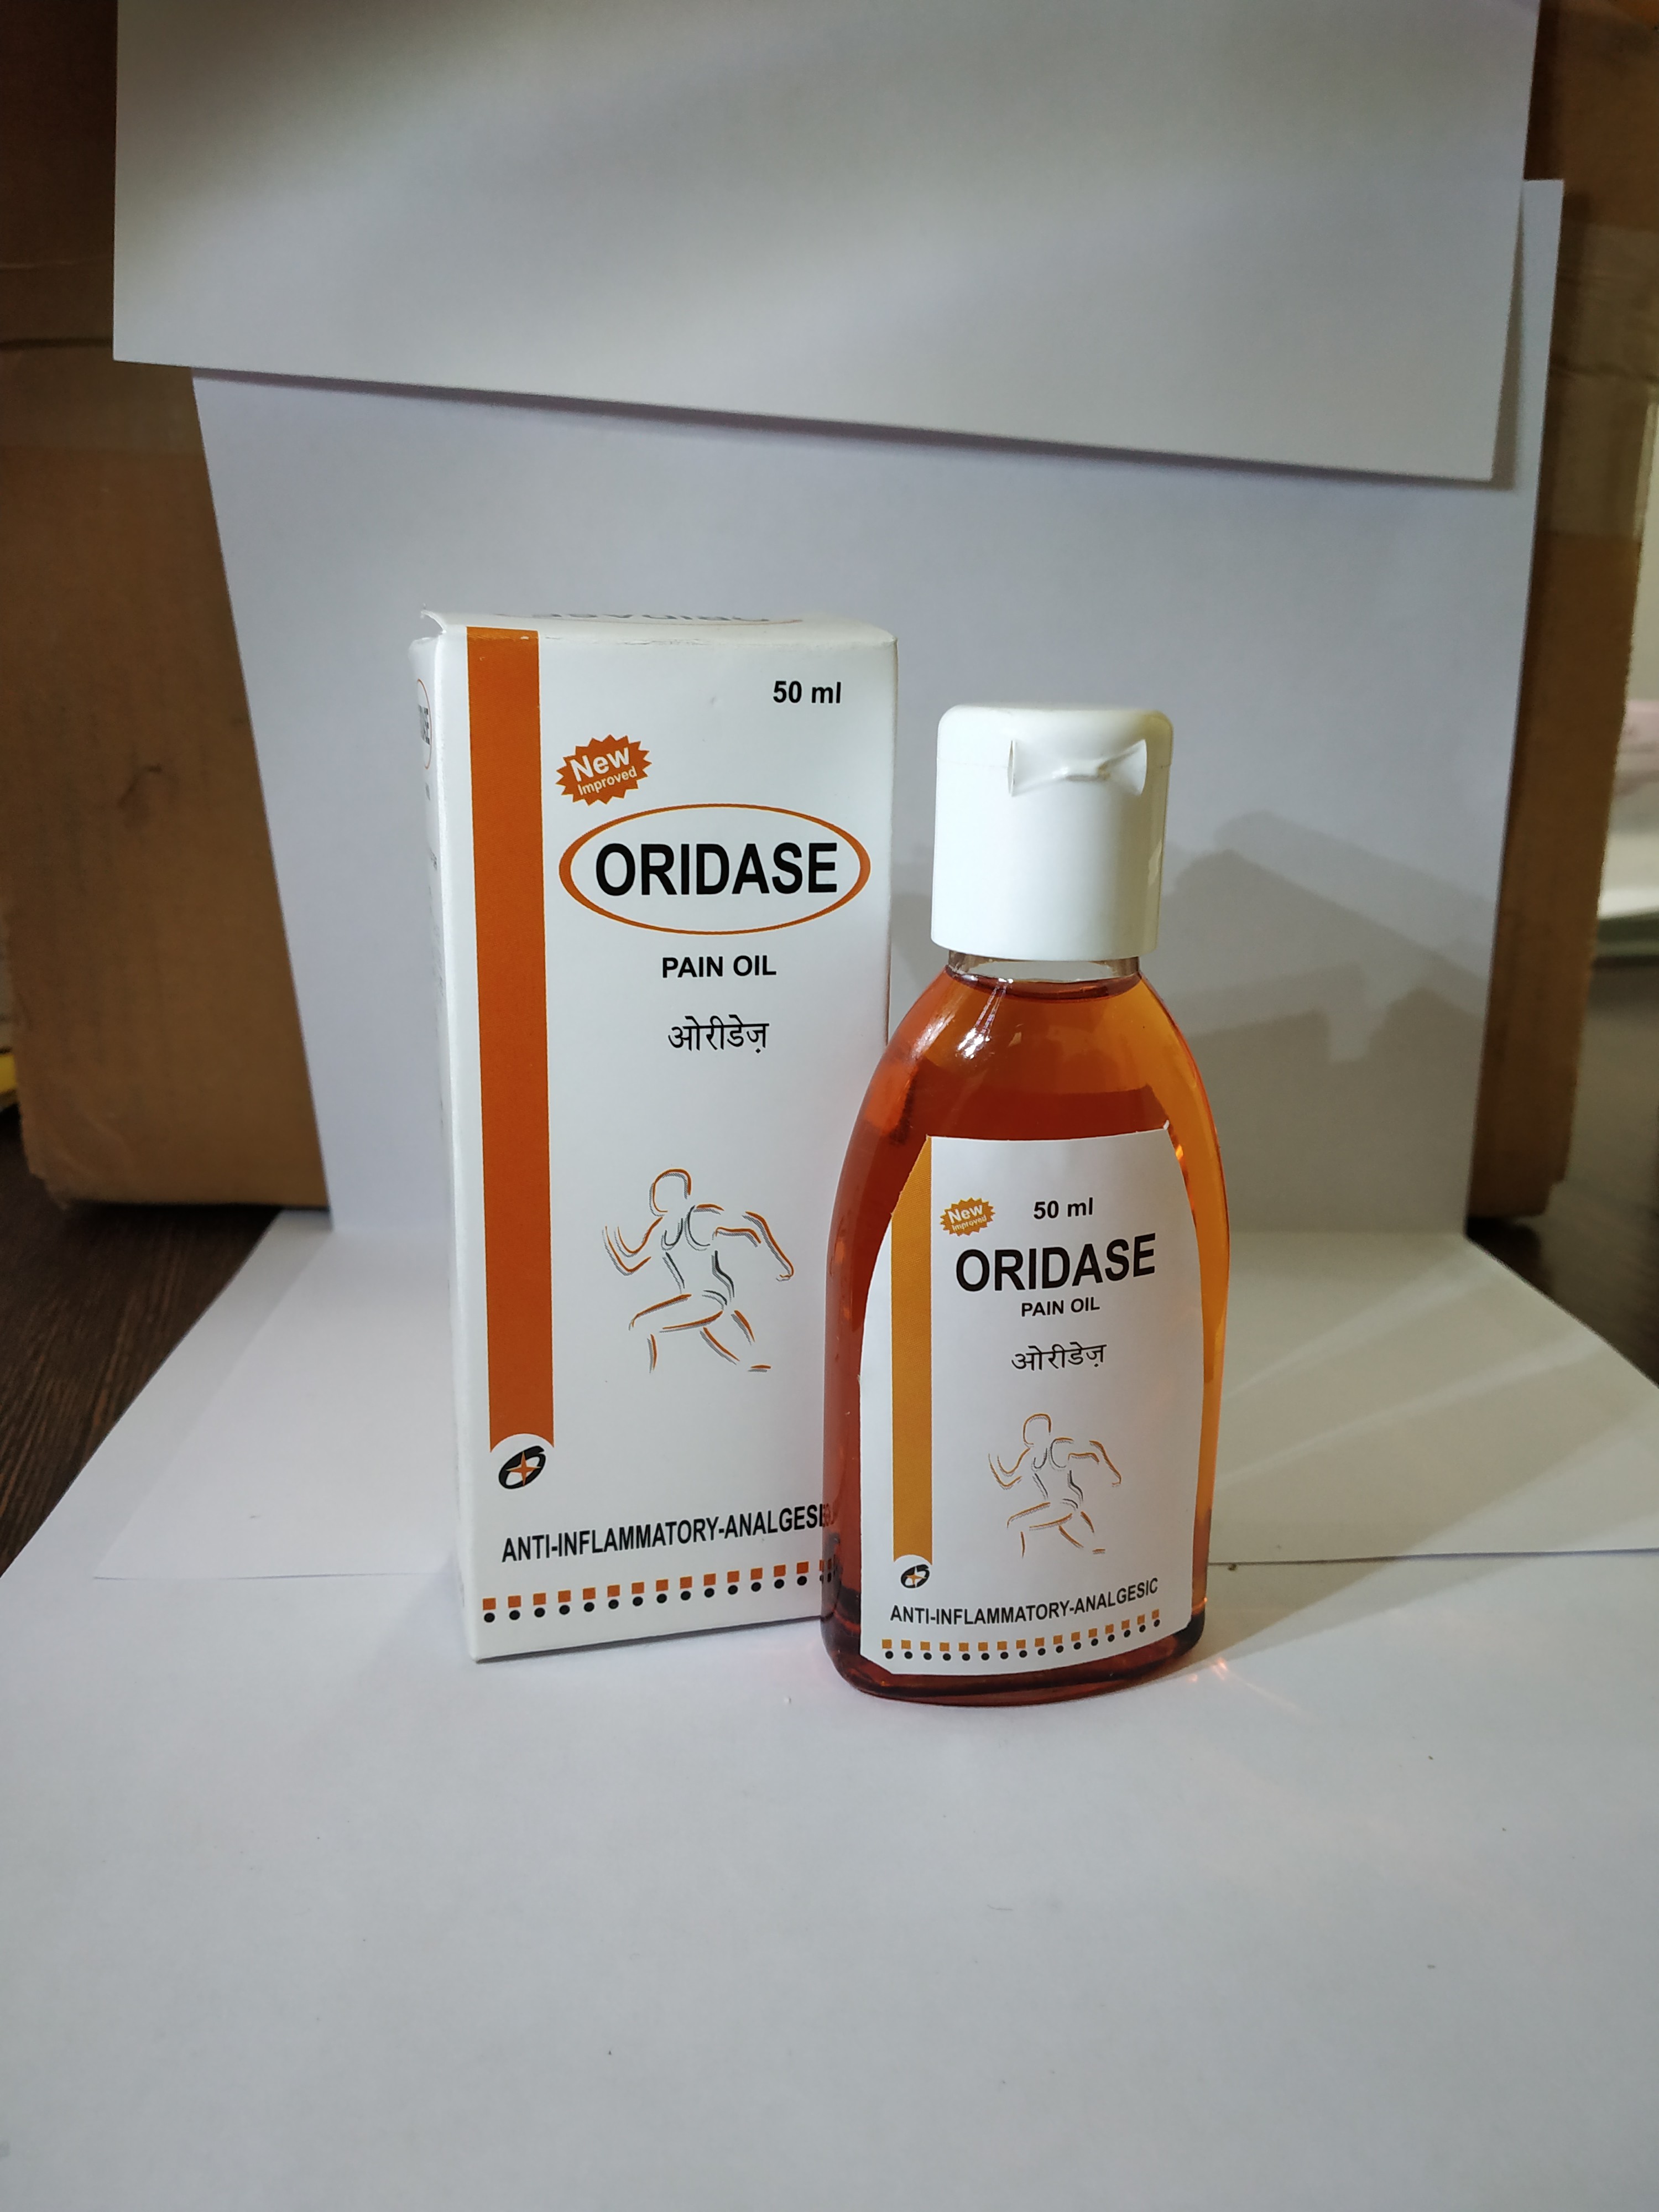 50 ml
New
Improved
ORIDASE
PAIN OIL
ओरीडेज़
ANTI-INFLAMMATORY-ANALGESIC
New
Improved
50 ml
ORIDASE
PAIN OIL
ओरीडेज़
ANTI-INFLAMMATORY-ANALGESIC